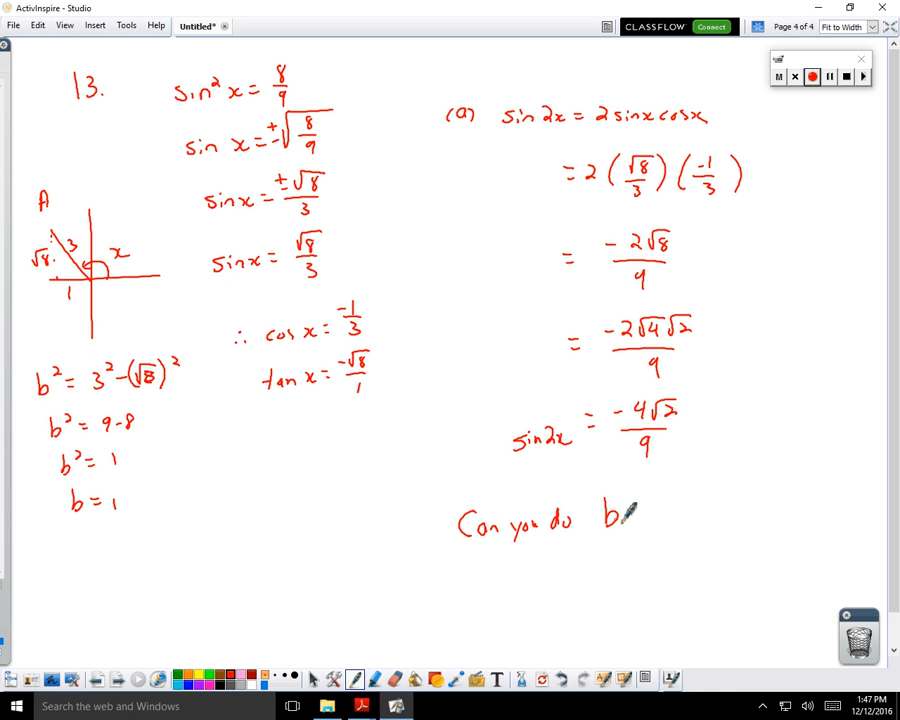 ActivInspire - Studio
File Edit View Insert Tools Help Untitled* CLASSFLOW Connect Page 4 of 4 Fit to Width
13.
sin² x = 8/9
sin x = ±√(8/9)
sin x = ±√8/3
sin x = √8/3
∴ cos x = -1/3
tan x = -√8/1
A
√8 3 x
1
b² = 3² - (√8)²
b² = 9-8
b² = 1
b = 1
(a) sin 2x = 2 sinx cosx
= 2 (√8/3) (-1/3)
= -2√8/9
= -2√4√2/9
sin2x = -4√2/9
Can you do b
Search the web and Windows
1:47 PM
12/12/2016